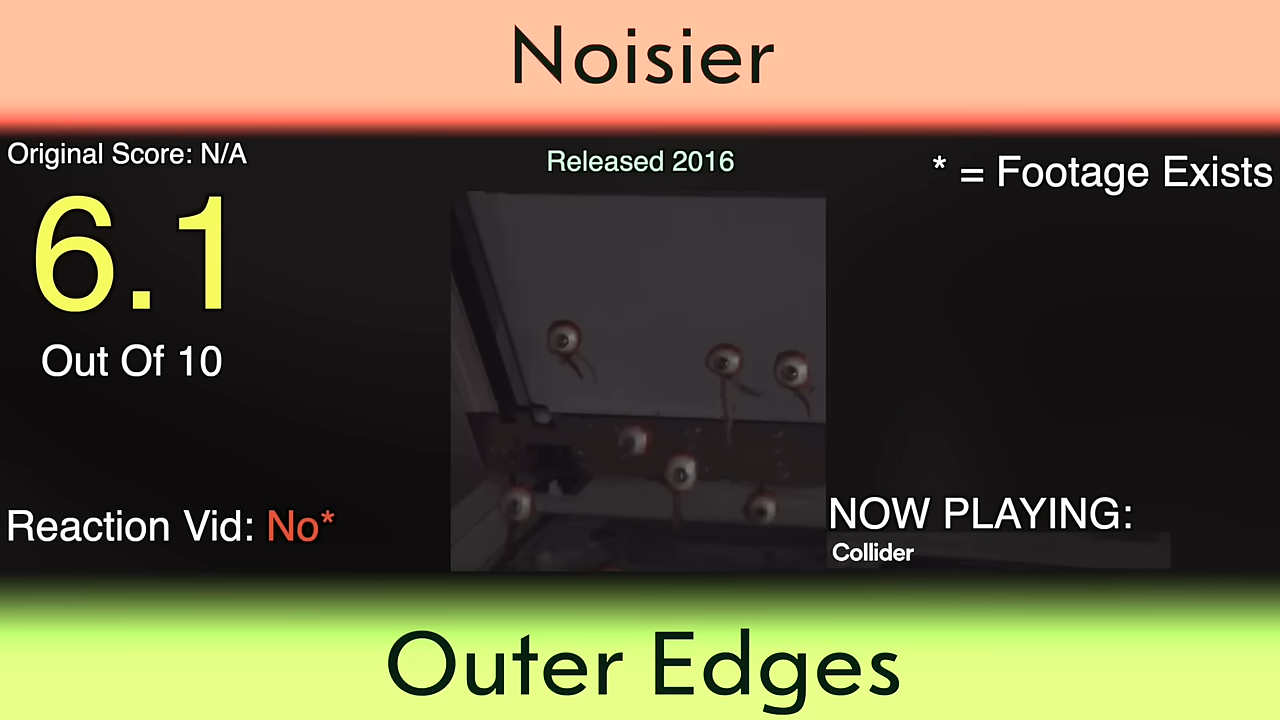 Noisier
Original Score: N/A
6.1
Out Of 10
Released 2016
* = Footage Exists
Reaction Vid: No*
NOW PLAYING:
Collider
Outer Edges